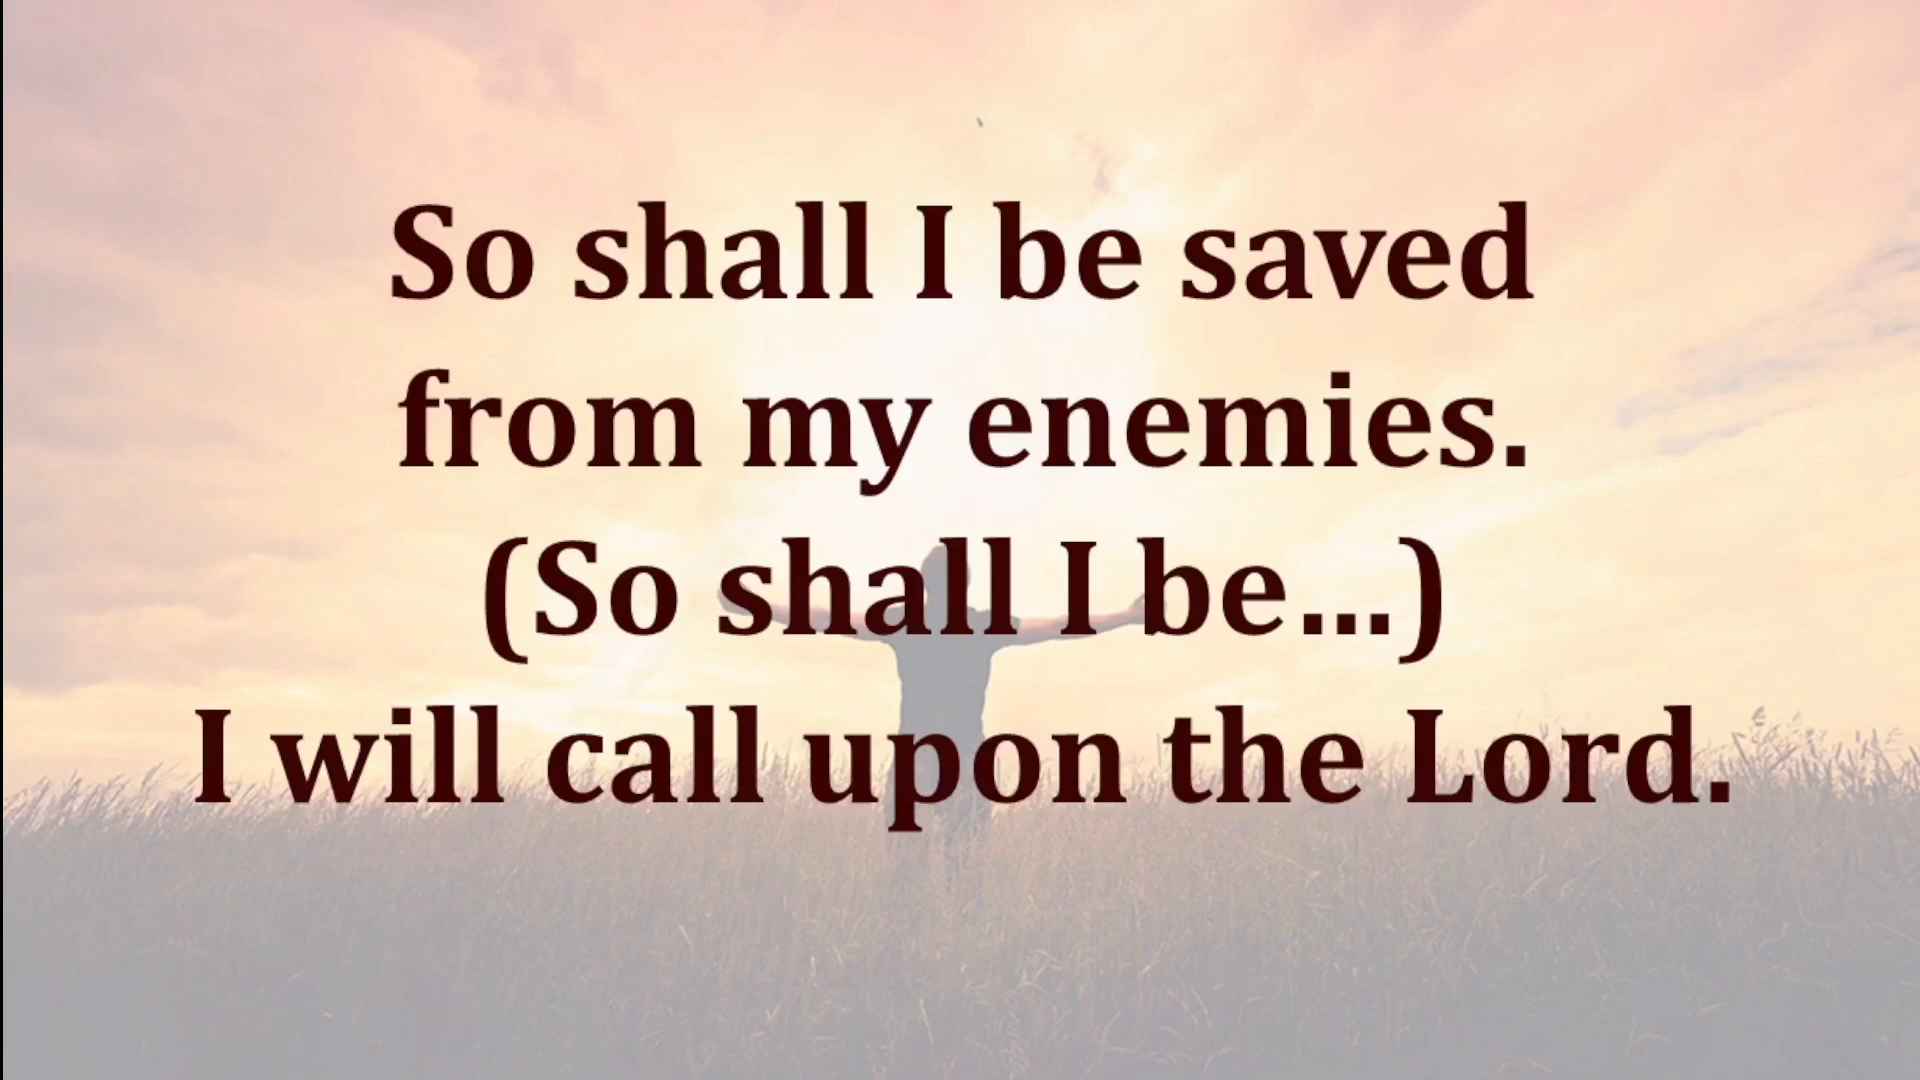 So shall I be saved
from my enemies.
(So shall I be...)
I will call upon the Lord.